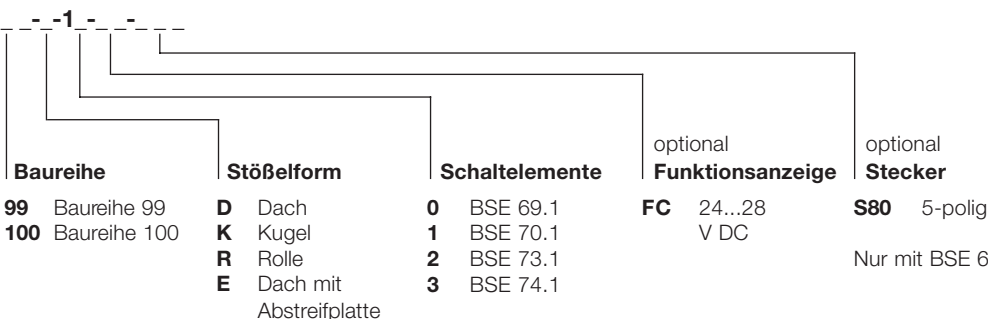 _ _-_-1_-_ _-_ _ _
optional optional
Baureihe Stößelform Schaltelemente Funktionsanzeige Stecker
99 Baureihe 99 D Dach 0 BSE 69.1 FC 24...28 S80 5-polig
100 Baureihe 100 K Kugel 1 BSE 70.1 V DC
R Rolle 2 BSE 73.1 Nur mit BSE 6
E Dach mit 3 BSE 74.1
Abstreifplatte